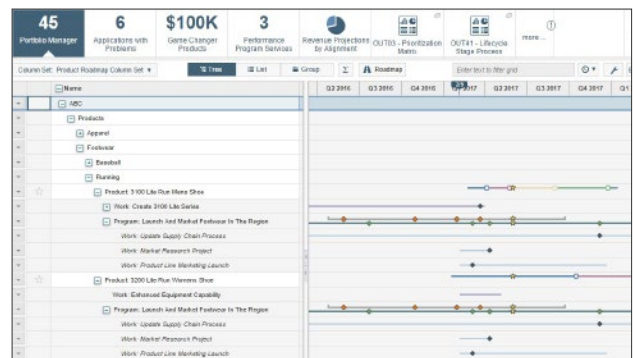 45
Portfolio Manager
6
Applications with
Problems
$100K
Game Changer
Products
3
Performance
Program Services
Revenue Projections
by Alignment
OUT03 - Prioritization
Matrix
OUT41 - Lifecycle
Stage Process
more ...
Column Set: Product Roadmap Column Set
Tree
List
Group
Σ
Roadmap
Enter text to filter grid
Name
Q2 2016
Q3 2016
Q4 2016
2017
Q2 2017
Q3 2017
Q4 2017
Q1
ABC
Products
Apparel
Footwear
Baseball
Running
Product: 3100 Lite Run Mens Shoe
Work: Create 3100 Lite Series
Program: Launch And Market Footwear In The Region
Work: Update Supply Chain Process
Work: Market Research Project
Work: Product Line Marketing Launch
Product: 3200 Lite Run Womens Shoe
Work: Enhanced Equipment Capability
Program: Launch And Market Footwear In The Region
Work: Update Supply Chain Process
Work: Market Research Project
Work: Product Line Marketing Launch